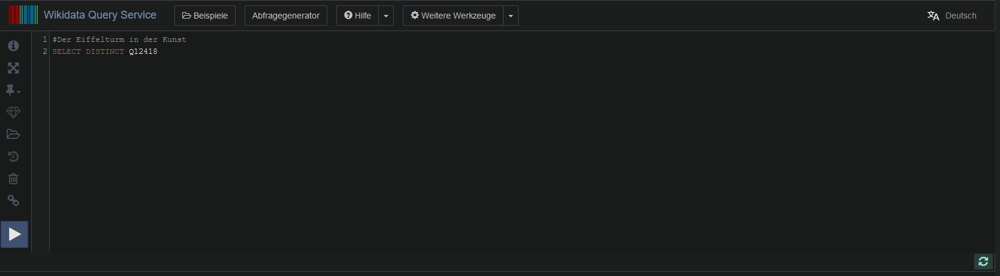 Wikidata Query Service Beispiele Abfragegenerator Hilfe Weitere Werkzeuge Deutsch
1 #Der Eiffelturm in der Kunst
2 SELECT DISTINCT Q12418